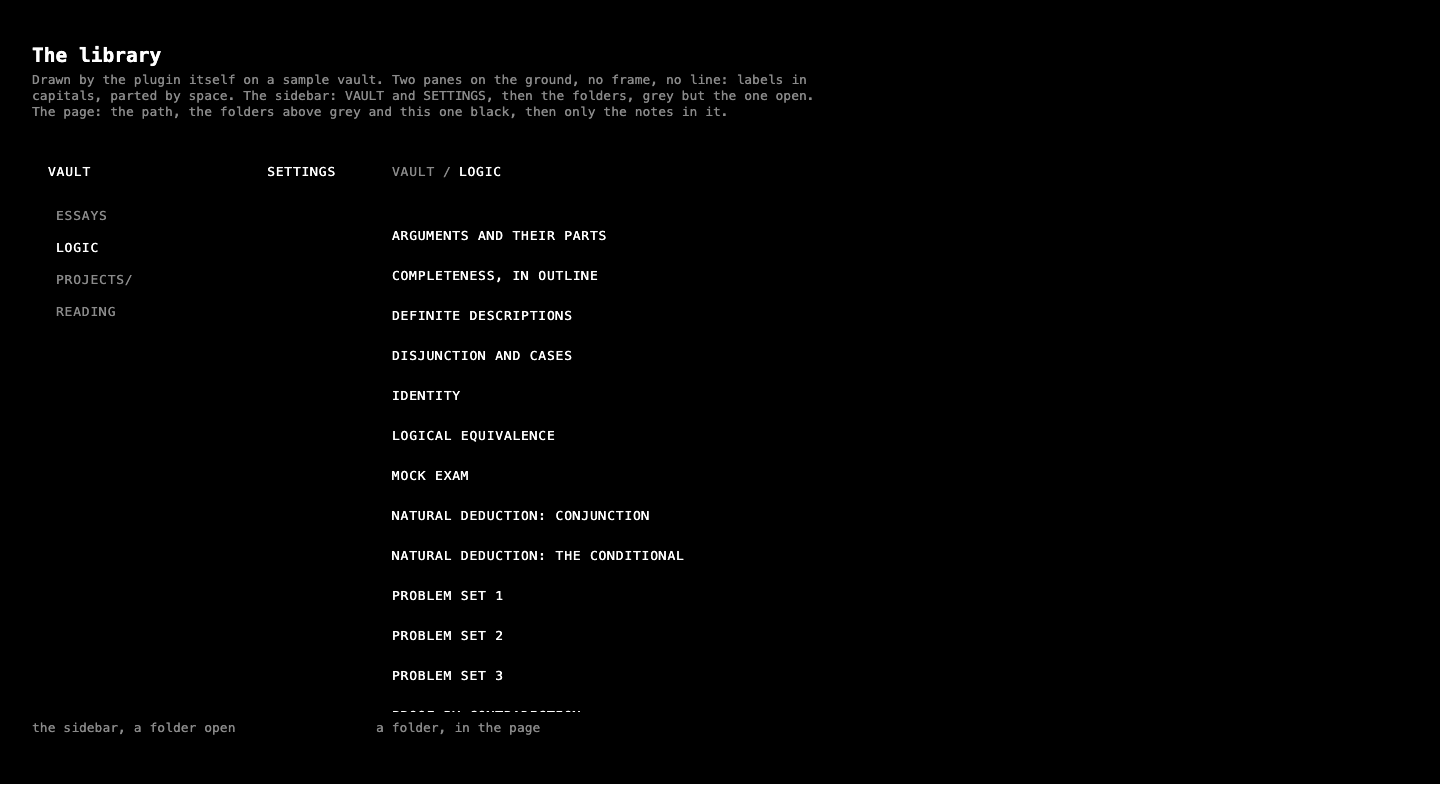 The library
Drawn by the plugin itself on a sample vault. Two panes on the ground, no frame, no line: labels in
capitals, parted by space. The sidebar: VAULT and SETTINGS, then the folders, grey but the one open.
The page: the path, the folders above grey and this one black, then only the notes in it.
VAULT
SETTINGS
ESSAYS
LOGIC
PROJECTS/
READING
VAULT / LOGIC
ARGUMENTS AND THEIR PARTS
COMPLETENESS, IN OUTLINE
DEFINITE DESCRIPTIONS
DISJUNCTION AND CASES
IDENTITY
LOGICAL EQUIVALENCE
MOCK EXAM
NATURAL DEDUCTION: CONJUNCTION
NATURAL DEDUCTION: THE CONDITIONAL
PROBLEM SET 1
PROBLEM SET 2
PROBLEM SET 3
the sidebar, a folder open
a folder, in the page